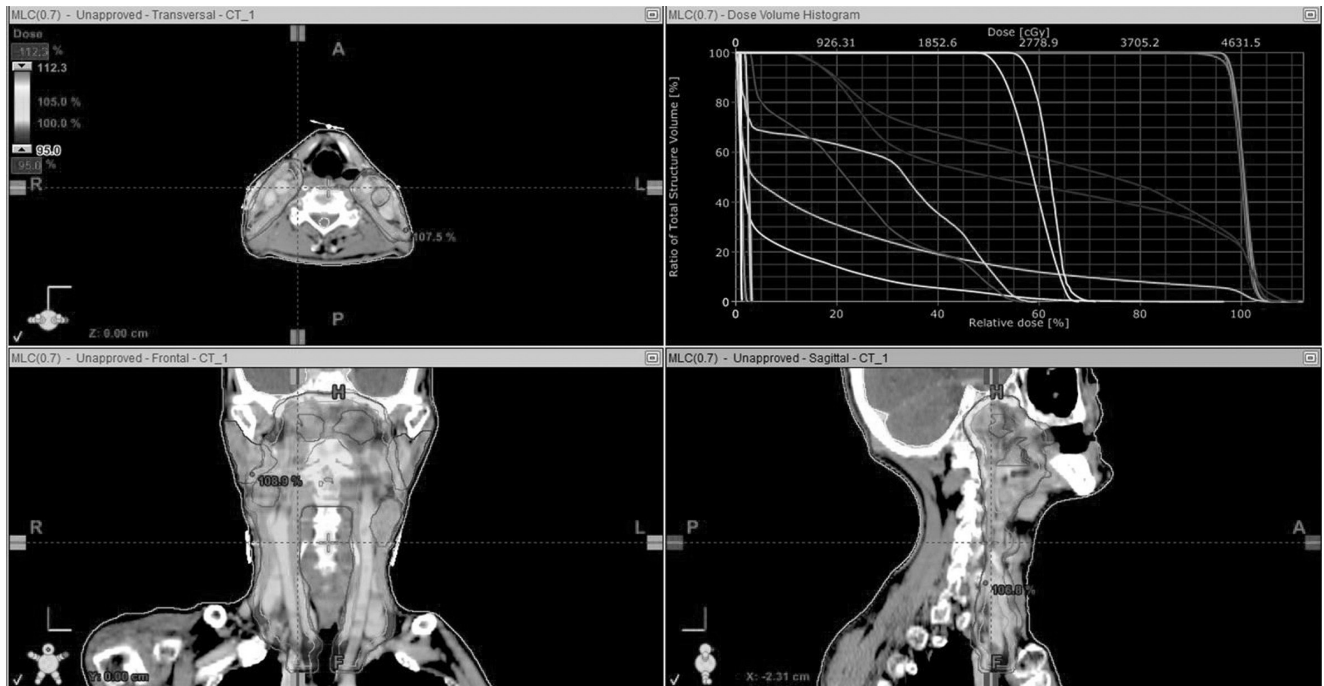 MLC(0.7) - Unapproved - Transversal - CT_1
Dose
112.3 %
112.3
105.0 %
100.0 %
95.0
95.0 %
A
R
L
107.5 %
P
Z: 0.00 cm
MLC(0.7) - Dose Volume Histogram
Dose [cGy]
0 926.31 1852.6 2778.9 3705.2 4631.5
Ratio of Total Structure Volume [%]
100
80
60
40
20
0
0 20 40 60 80 100
Relative dose [%]
MLC(0.7) - Unapproved - Frontal - CT_1
H
108.0 %
R
L
F
Y: 0.00 cm
MLC(0.7) - Unapproved - Sagittal - CT_1
H
P
A
106.8 %
F
X: -2.31 cm